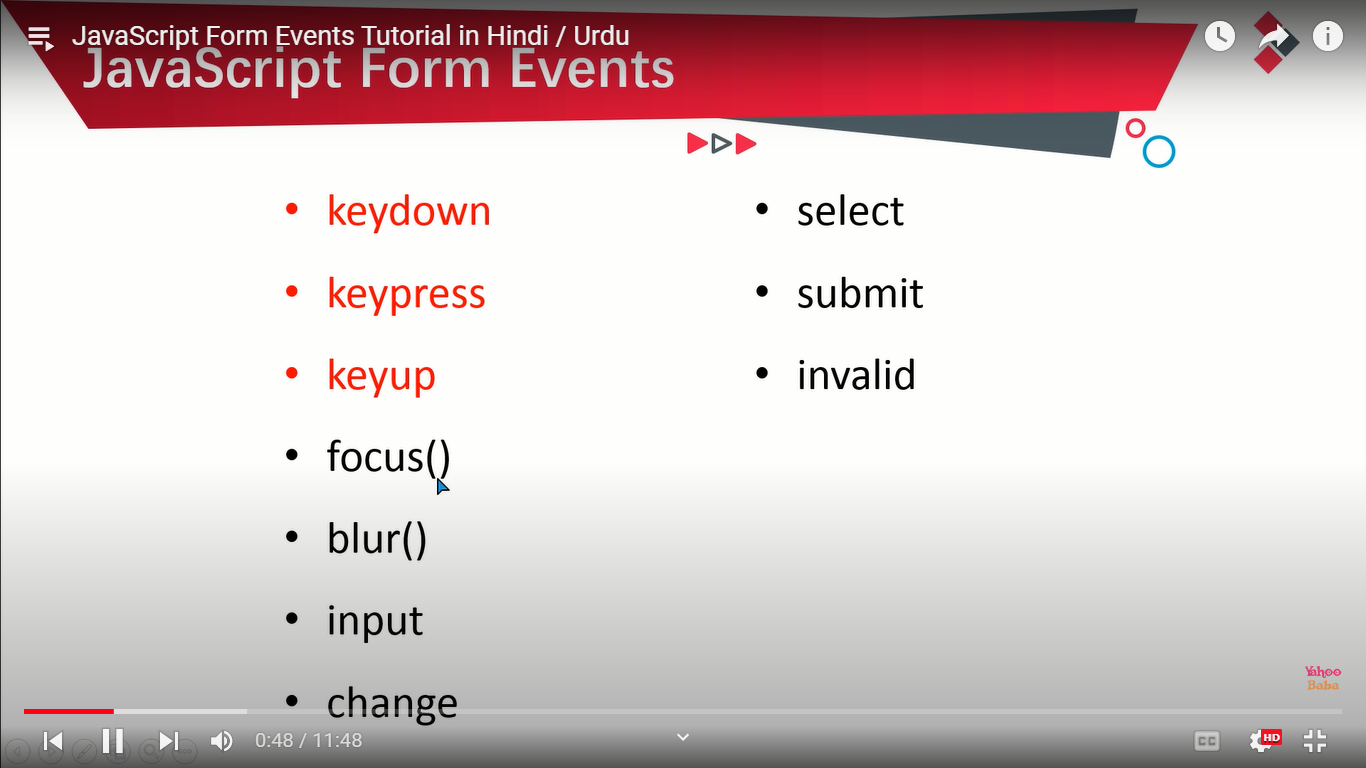 JavaScript Form Events Tutorial in Hindi / Urdu
JavaScript Form Events
keydown
keypress
keyup
focus()
blur()
input
change
select
submit
invalid
Yahoo
Baba
0:48 / 11:48
CC
HD